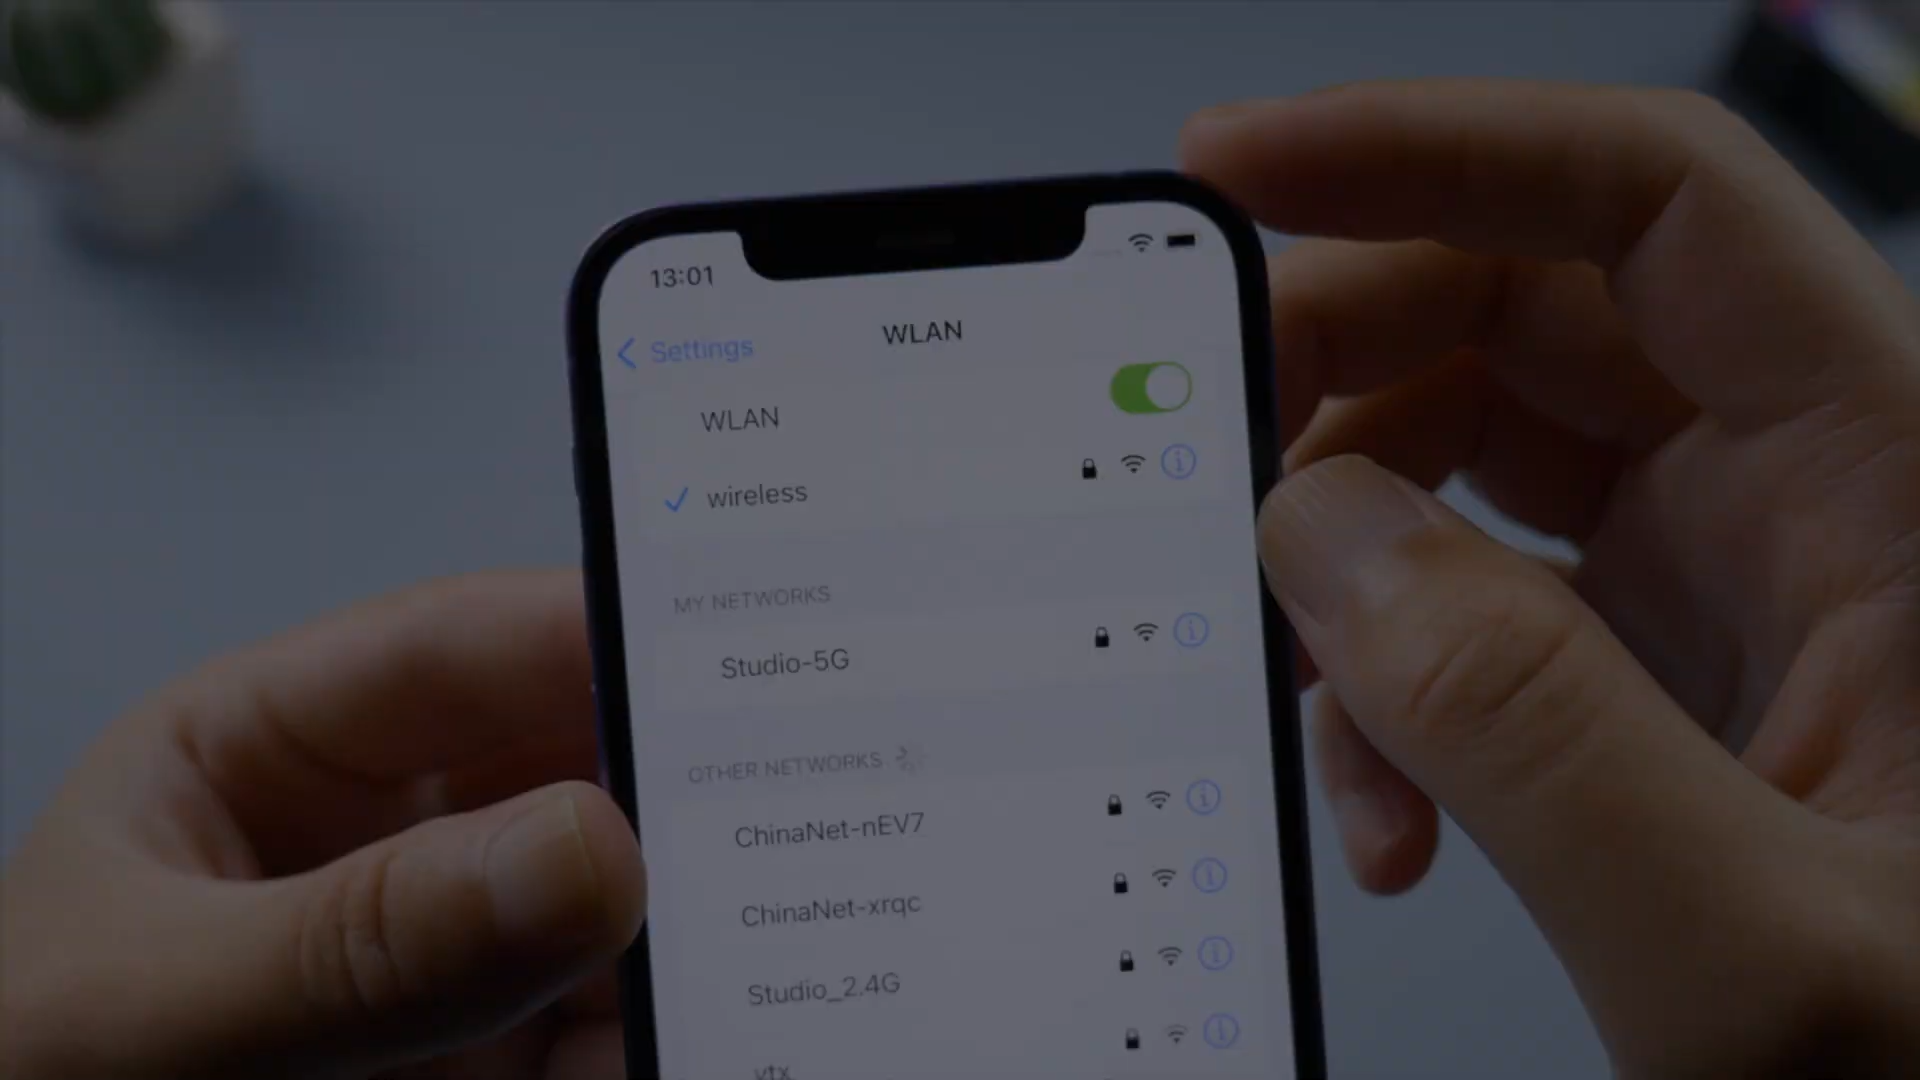 13:01
Settings
WLAN
WLAN
wireless
MY NETWORKS
Studio-5G
OTHER NETWORKS
ChinaNet-nEV7
ChinaNet-xrqc
Studio_2.4G